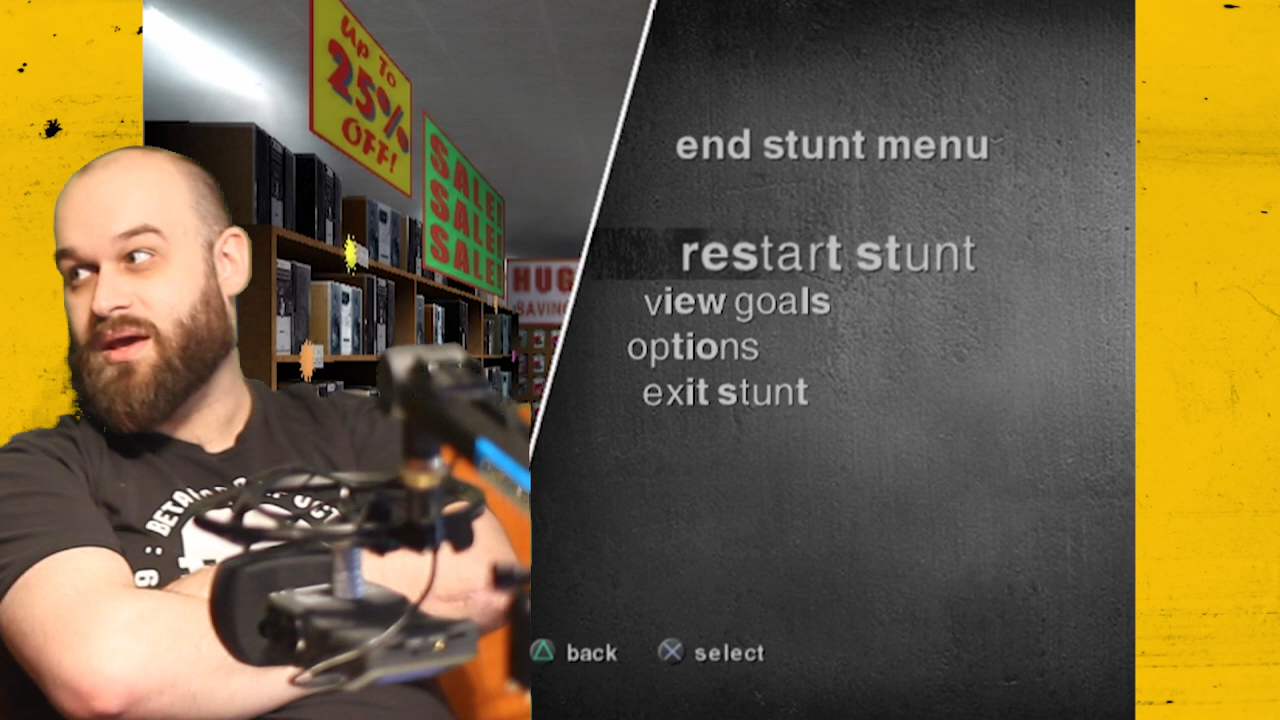 Up To
25%
OFF!
SALE!
SALE!
SALE!
HUG
SAVING
end stunt menu
restart stunt
view goals
options
exit stunt
back
select